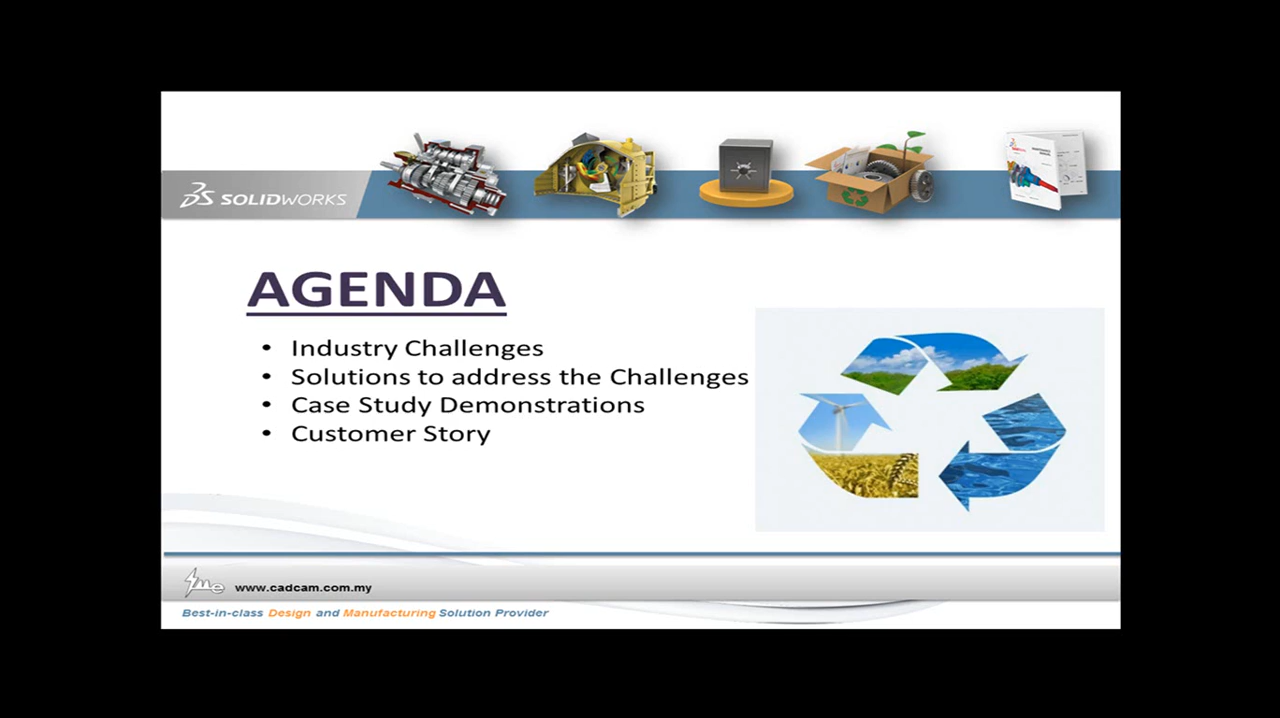 SOLIDWORKS
AGENDA
• Industry Challenges
• Solutions to address the Challenges
• Case Study Demonstrations
• Customer Story
www.cadcam.com.my
Best-in-class Design and Manufacturing Solution Provider